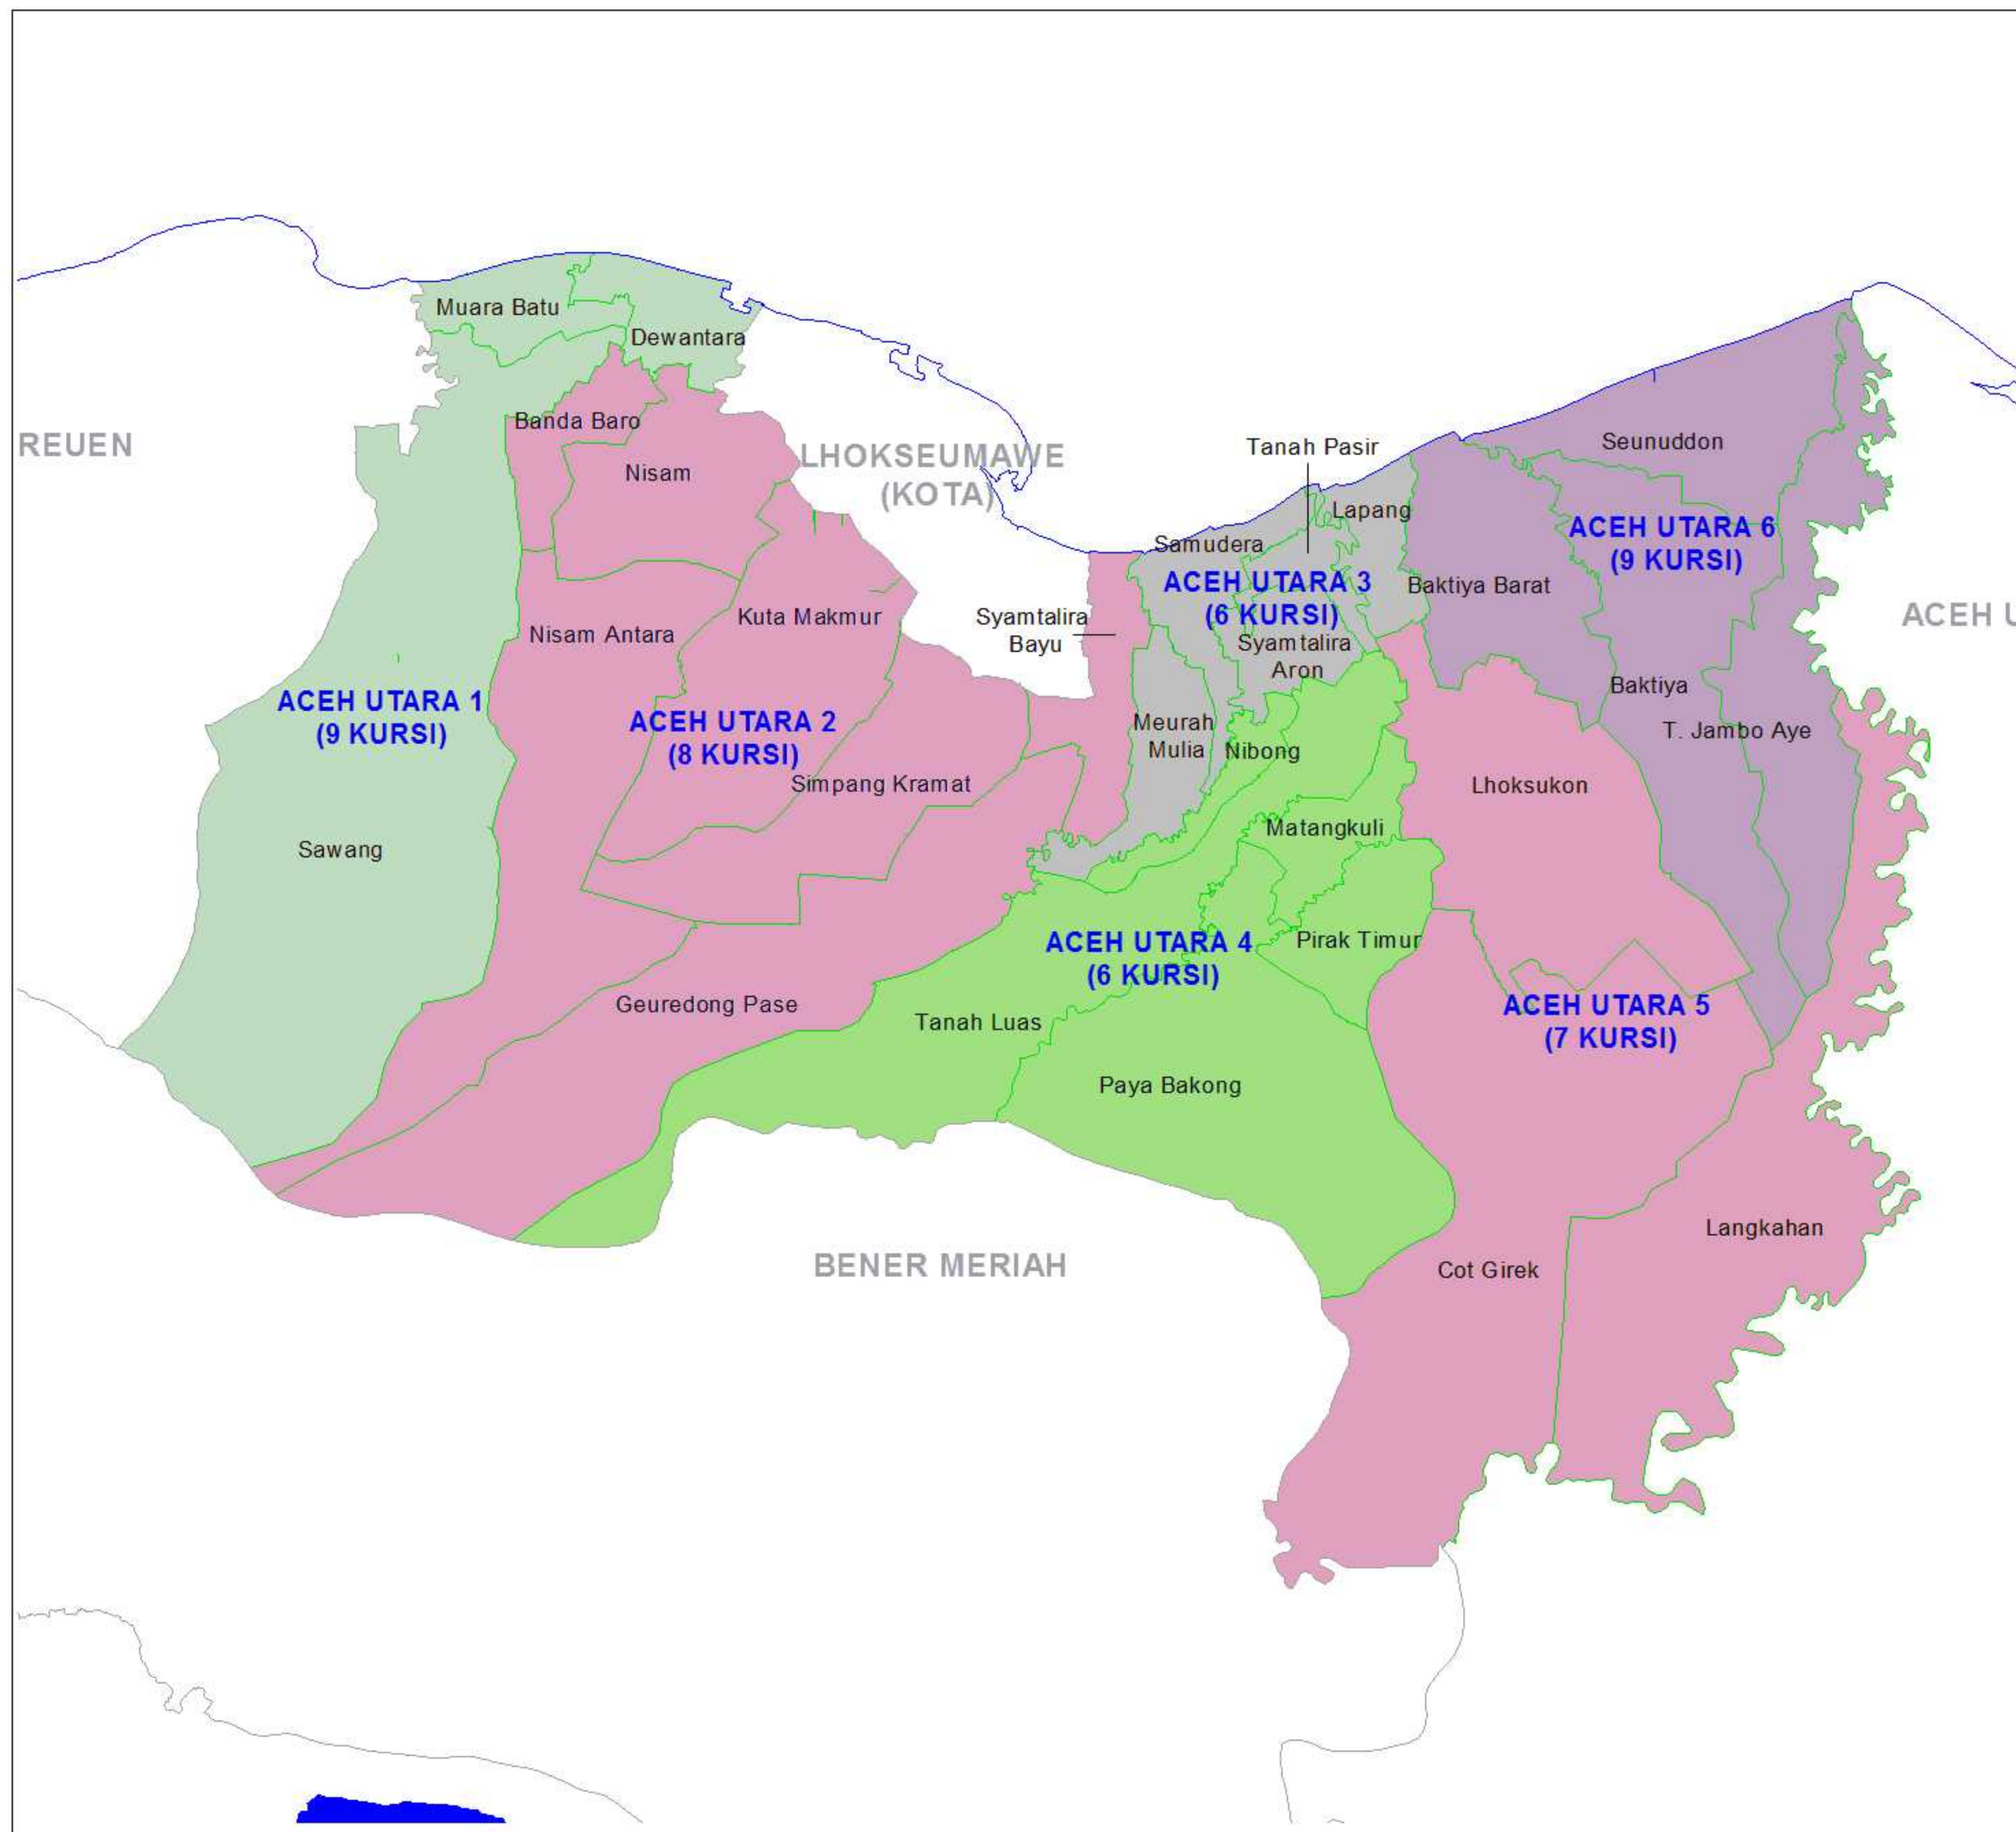 Muara Batu
Dewantara
Banda Baro
REUEN
LHOKSEUMAWE
(KOTA)
Nisam
Tanah Pasir
Seunuddon
Lapang
Samudera
ACEH UTARA 6
(9 KURSI)
ACEH UTARA 3
(6 KURSI)
Baktiya Barat
Kuta Makmur
Syamtalira
Bayu
ACEH U
Nisam Antara
Syamtalira
Aron
Baktiya
ACEH UTARA 1
(9 KURSI)
ACEH UTARA 2
(8 KURSI)
Meurah
Mulia
Nibong
T. Jambo Aye
Simpang Kramat
Lhoksukon
Matangkuli
Sawang
ACEH UTARA 4
(6 KURSI)
Pirak Timur
Geuredong Pase
ACEH UTARA 5
(7 KURSI)
Tanah Luas
Paya Bakong
Langkahan
BENER MERIAH
Cot Girek